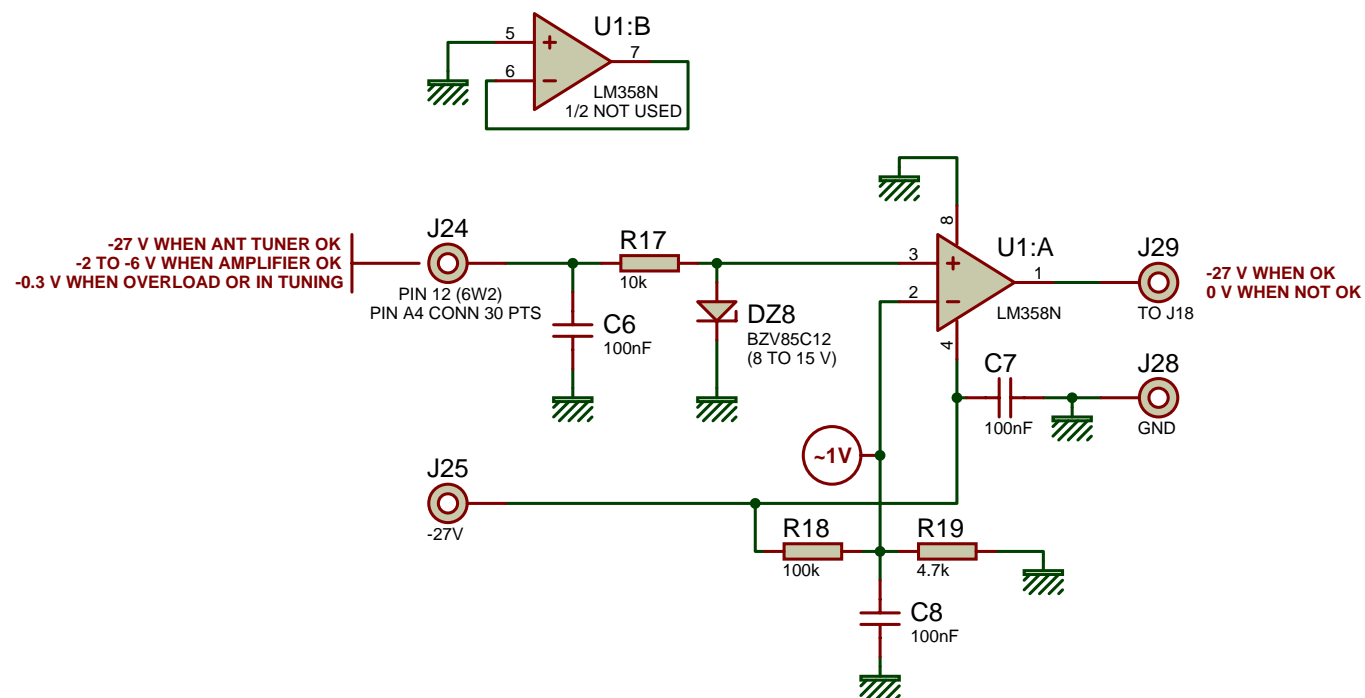 U1:B
5
6
7
LM358N
1/2 NOT USED
-27 V WHEN ANT TUNER OK
-2 TO -6 V WHEN AMPLIFIER OK
-0.3 V WHEN OVERLOAD OR IN TUNING
J24
PIN 12 (6W2)
PIN A4 CONN 30 PTS
R17
10k
C6
100nF
DZ8
BZV85C12
(8 TO 15 V)
8
3
2
1
4
U1:A
LM358N
J29
TO J18
-27 V WHEN OK
0 V WHEN NOT OK
C7
100nF
J28
GND
~1V
J25
-27V
R18
100k
R19
4.7k
C8
100nF